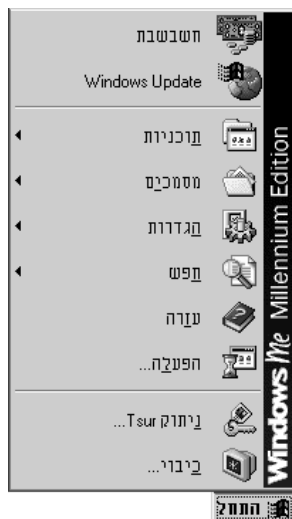 חשבשבת
Windows Update
תוכניות
מסמכים
הגדרות
חפש
עזרה
הפעלה...
ניתוק Tsur...
כיבוי...
Windows Me Millennium Edition
התחל